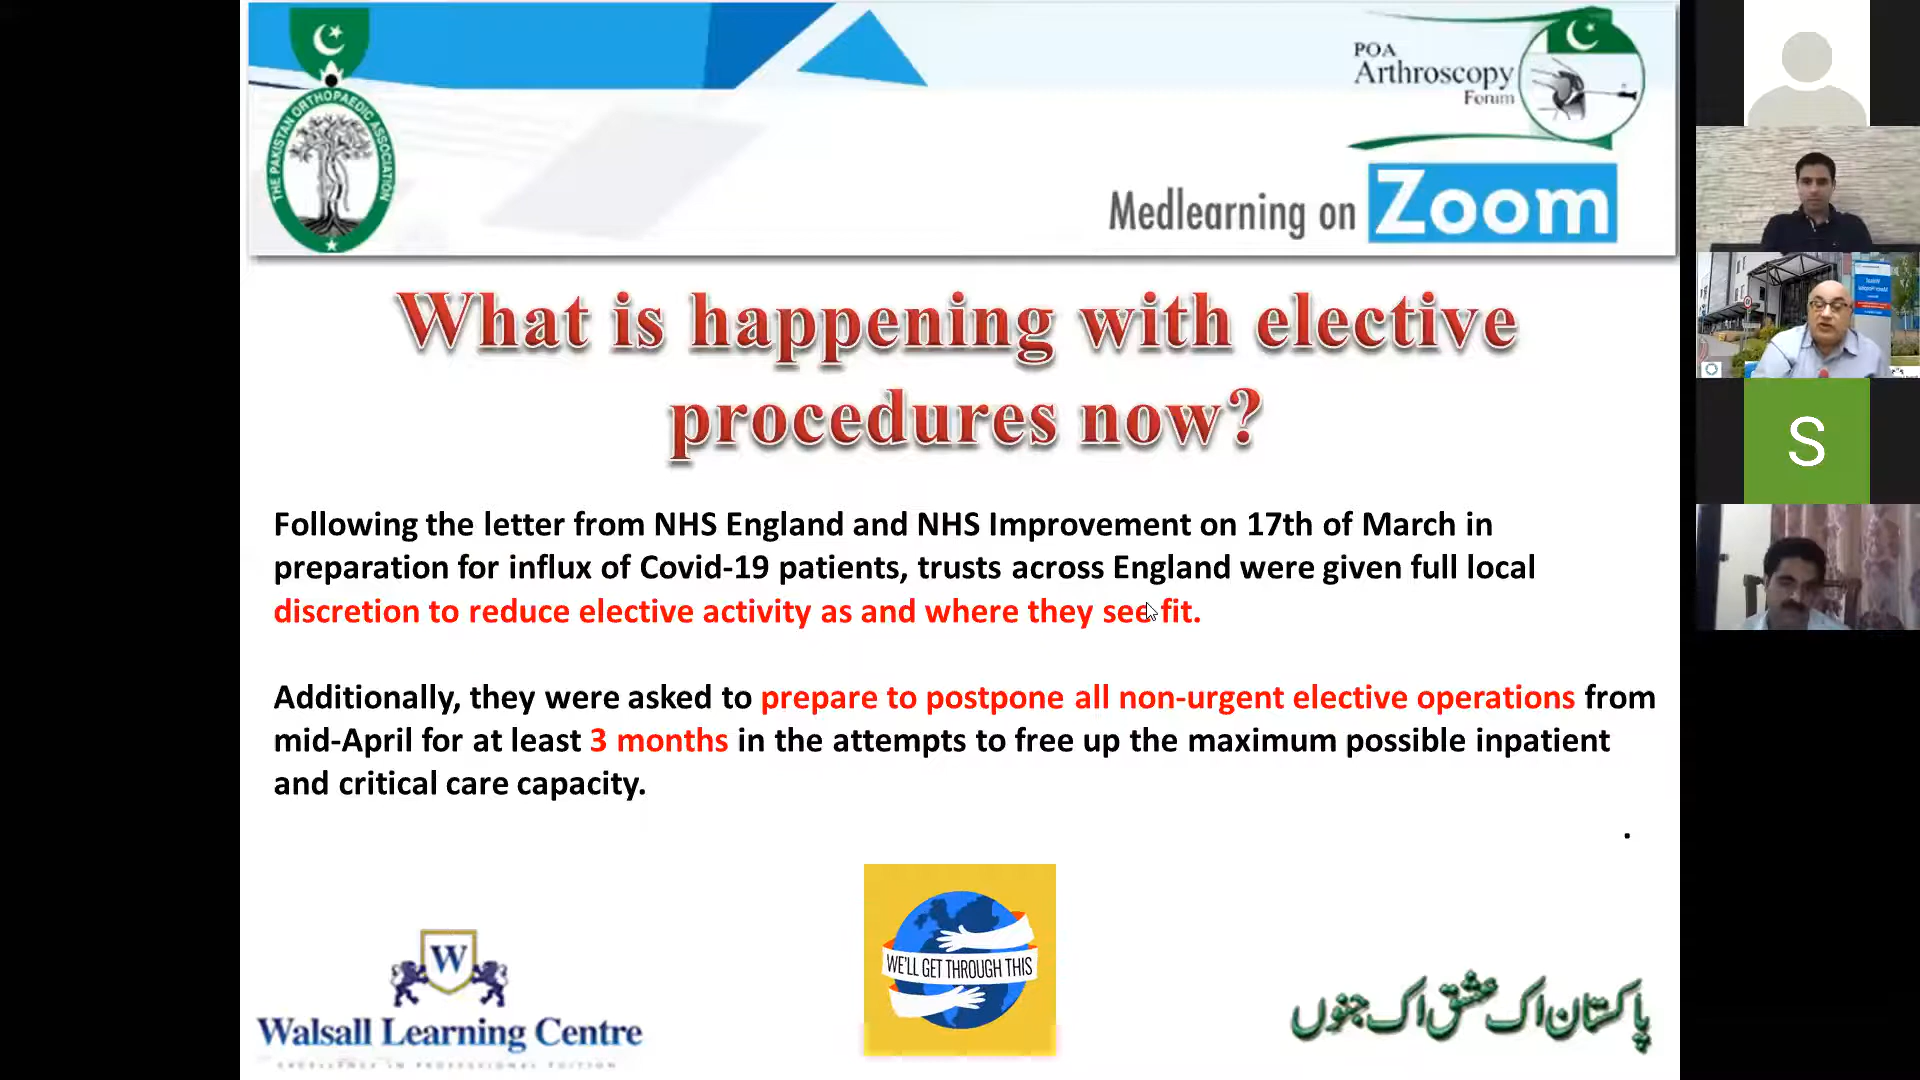 THE PAKISTAN ORTHOPAEDIC ASSOCIATION
POA
Arthroscopy
Forum
Medlearning on Zoom
What is happening with elective
procedures now?
Following the letter from NHS England and NHS Improvement on 17th of March in
preparation for influx of Covid-19 patients, trusts across England were given full local
discretion to reduce elective activity as and where they see fit.
Additionally, they were asked to prepare to postpone all non-urgent elective operations from
mid-April for at least 3 months in the attempts to free up the maximum possible inpatient
and critical care capacity.
.
W
Walsall Learning Centre
EXCELLENCE IN PROFESSIONAL TUITION
WE'LL GET THROUGH THIS
پاکستان اک عشق اک جنوں
S